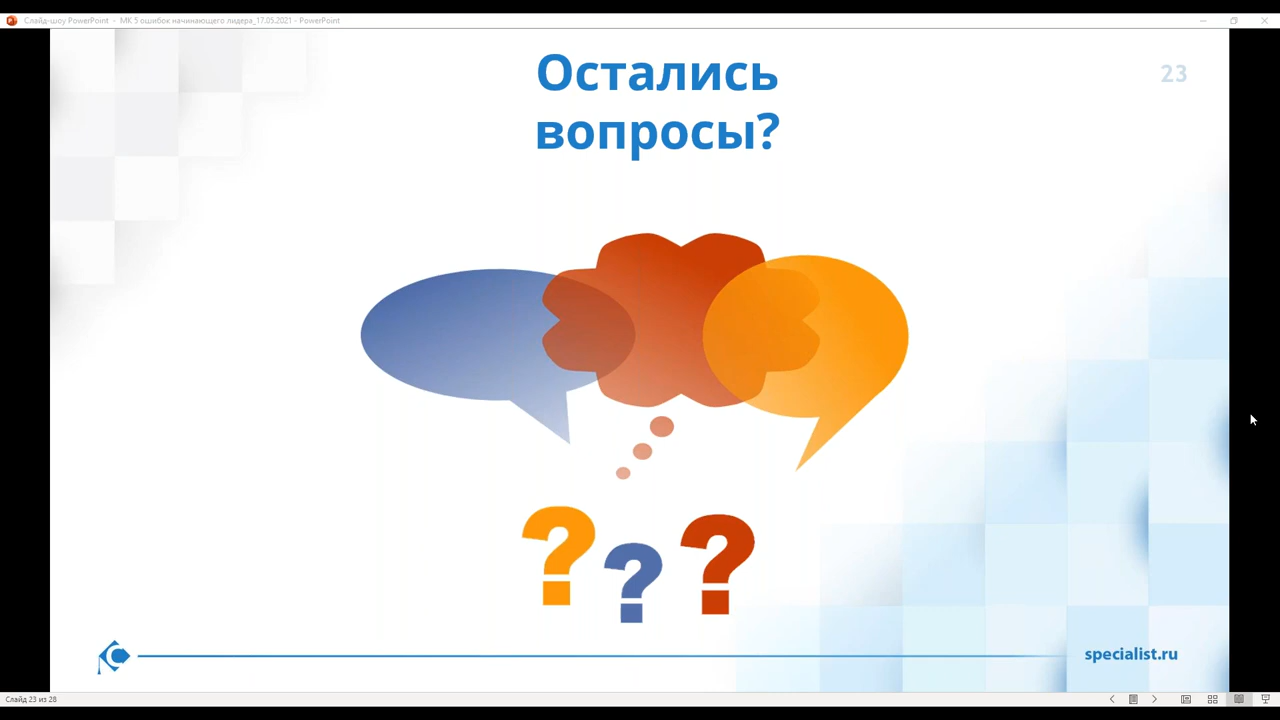 Слайд-шоу PowerPoint - МК 5 ошибок начинающего лидера_17.05.2021 - PowerPoint
Остались
23
вопросы?
? ? ?
specialist.ru
Слайд 23 из 28